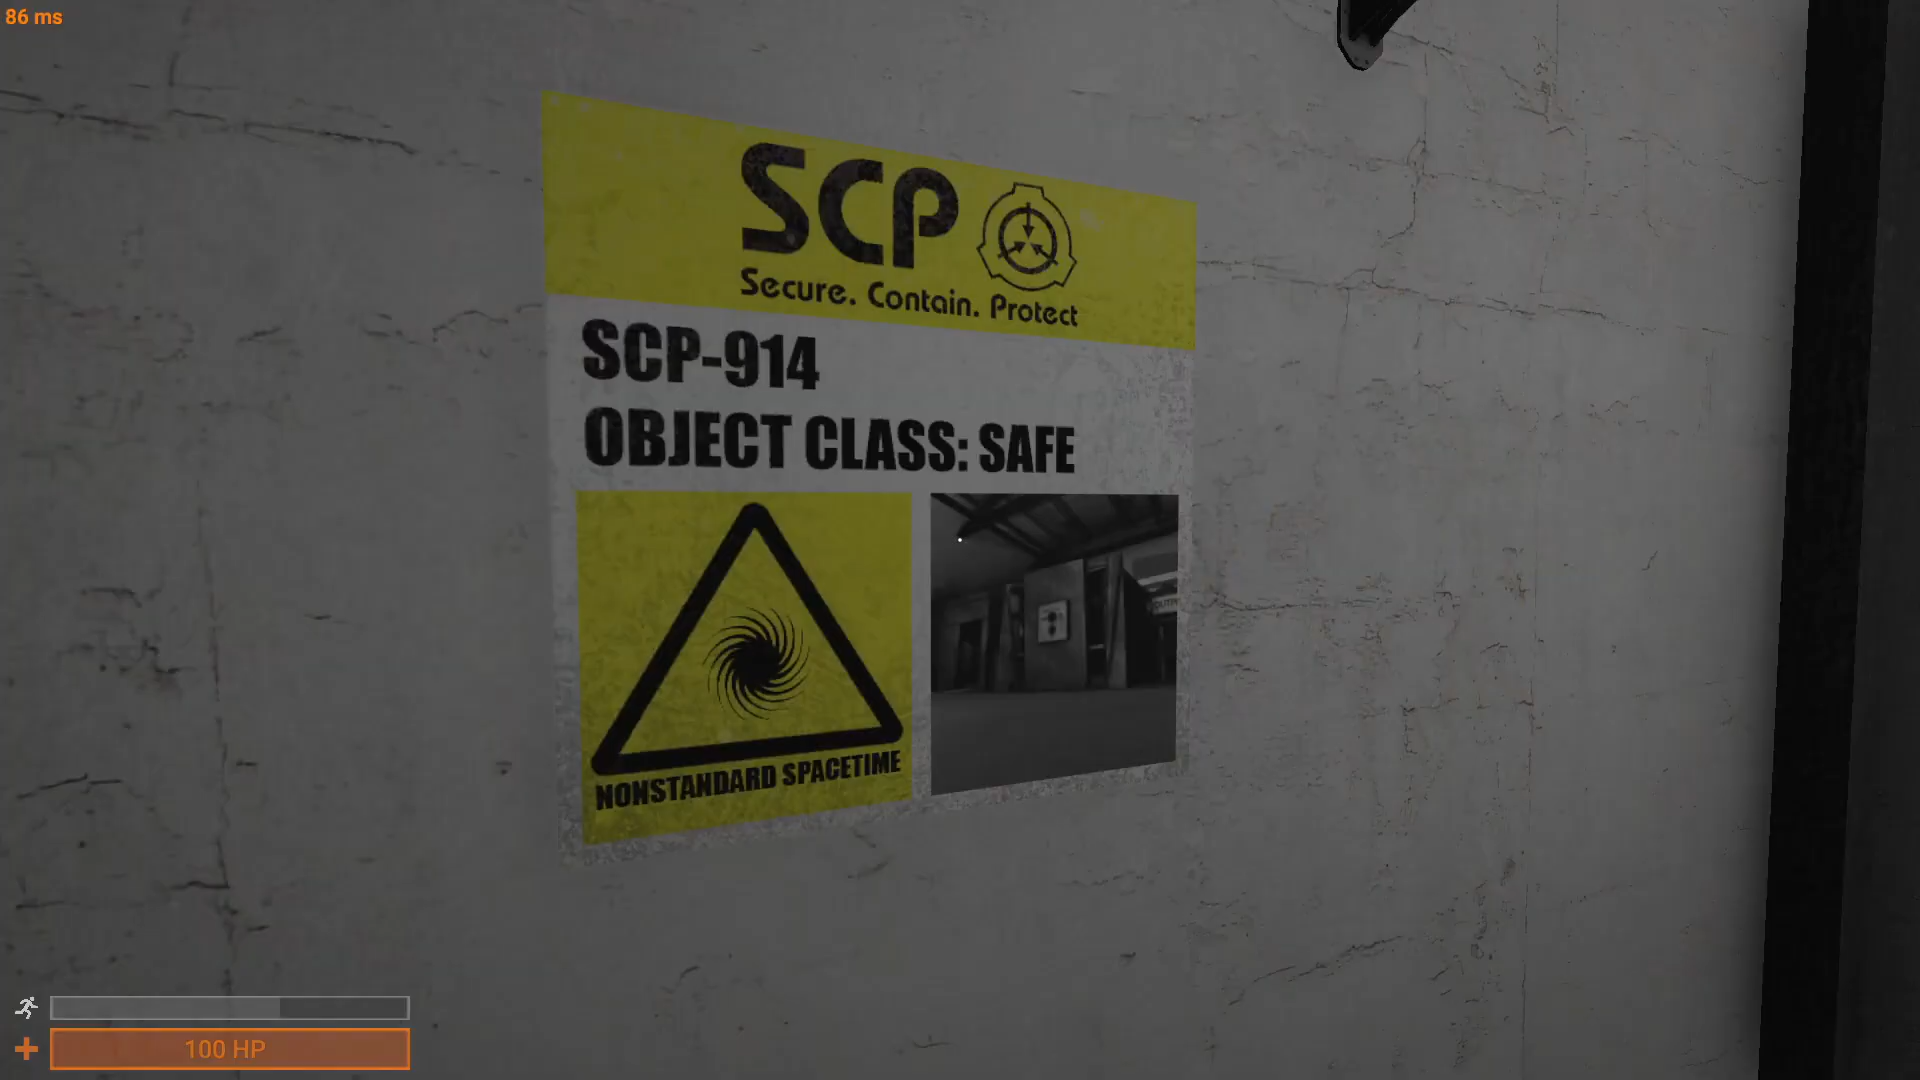 86 ms
SCP
Secure. Contain. Protect
SCP-914
OBJECT CLASS: SAFE
NONSTANDARD SPACETIME
100 HP